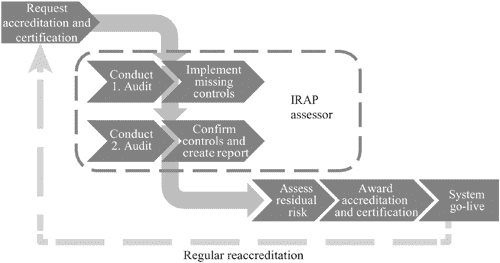 Request
accreditation and
certification
Conduct
1. Audit
Implement
missing
controls
IRAP
assessor
Conduct
2. Audit
Confirm
controls and
create report
Assess
residual
risk
Award
accreditation
and certification
System
go-live
Regular reaccreditation